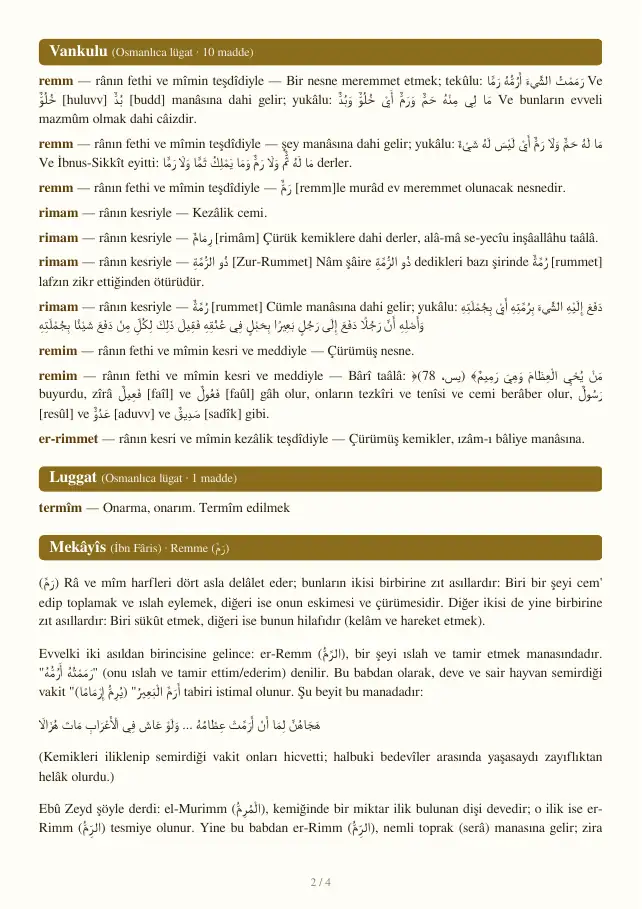 Vankulu (Osmanlıca lügat · 10 madde)
remm — rânın fethi ve mîmin teşdîdiyle — Bir nesne meremmet etmek; tekûlu: رَمَمْتُ الشَّيءَ أَرُمُّهُ رَمًّا Ve
خُلُوٌّ [huluvv] بُدٌّ [budd] manâsına dahi gelir; yukâlu: مَا لِي مِنْهُ حَمٌّ وَرَمٌّ أَيْ خُلُوٌّ وَبُدٌّ Ve bunların evveli
mazmûm olmak dahi câizdir.
remm — rânın fethi ve mîmin teşdîdiyle — şey manâsına dahi gelir; yukâlu: مَا لَهُ حَمٌّ وَلَا رَمٌّ أَيْ لَيْسَ لَهُ شَيْءٌ
Ve İbnus-Sikkît eyitti: مَا لَهُ ثُمٌّ وَلَا رُمٌّ وَمَا يَمْلِكُ ثَمًّا وَلَا رَمًّا derler.
remm — rânın fethi ve mîmin teşdîdiyle — رَمٌّ [remm]le murâd ev meremmet olunacak nesnedir.
rimam — rânın kesriyle — Kezâlik cemi.
rimam — rânın kesriyle — رِمَامٌ [rimâm] Çürük kemiklere dahi derler, alâ-mâ se-yecîu inşâallâhu taâlâ.
rimam — rânın kesriyle — ذُو الرُّمَّةِ [Zur-Rummet] Nâm şâire ذُو الرُّمَّةِ dedikleri bazı şirinde رُمَّةٌ [rummet]
lafzın zikr ettiğinden ötürüdür.
rimam — rânın kesriyle — رُمَّةٌ [rummet] Cümle manâsına dahi gelir; yukâlu: دَفَعَ إِلَيْهِ الشَّيءَ بِرُمَّتِهِ أَيْ بِجُمْلَتِهِ
وَأَصْلِهِ أَنَّ رَجُلًا دَفَعَ إِلَى رَجُلٍ بَعِيرًا بِحَبْلٍ فِي عُنُقِهِ فَقِيلَ ذَلِكَ لِكُلِّ مِنْ دَفَعَ شَيْئًا بِجُمْلَتِهِ
remim — rânın fethi ve mîmin kesri ve meddiyle — Çürümüş nesne.
remim — rânın fethi ve mîmin kesri ve meddiyle — Bârî taâlâ: ﴿مَنْ يُحْيِ الْعِظَامَ وَهِيَ رَمِيمٌ﴾ (يس، 78)
buyurdu, zîrâ فَعِيلٌ [faîl] ve فَعُولٌ [faûl] gâh olur, onların tezkîri ve tenîsi ve cemi berâber olur, رَسُولٌ
[resûl] ve عَدُوٌّ [aduvv] ve صَدِيقٌ [sadîk] gibi.
er-rimmet — rânın kesri ve mîmin kezâlik teşdîdiyle — Çürümüş kemikler, ızâm-ı bâliye manâsına.
Luggat (Osmanlıca lügat · 1 madde)
termîm — Onarma, onarım. Termîm edilmek
Mekâyîs (İbn Fâris) · Remme (رَمَّ)
(رَمَّ) Râ ve mîm harfleri dört asla delâlet eder; bunların ikisi birbirine zıt asıllardır: Biri bir şeyi cem'
edip toplamak ve ıslah eylemek, diğeri ise onun eskimesi ve çürümesidir. Diğer ikisi de yine birbirine
zıt asıllardır: Biri sükût etmek, diğeri ise bunun hilafıdır (kelâm ve hareket etmek).
Evvelki iki asıldan birincisine gelince: er-Remm (الرَّمُّ), bir şeyi ıslah ve tamir etmek manasındadır.
"رَمَمْتُهُ أَرُمُّهُ" (onu ıslah ve tamir ettim/ederim) denilir. Bu babdan olarak, deve ve sair hayvan semirdiği
vakit "أَرَمَّ الْبَعِيرُ" (يُرِمُّ إِرْمَامًا)" tabiri istimal olunur. Şu beyit bu manadadır:
هَجَاهُنَّ لِمَا أَنْ أَرَمَّتْ عِظَامُهُ ... وَلَوْ عَاشَ فِي الْأَعْرَابِ مَاتَ هُزَالًا
(Kemikleri iliklenip semirdiği vakit onları hicvetti; halbuki bedevîler arasında yaşasaydı zayıflıktan
helâk olurdu.)
Ebû Zeyd şöyle derdi: el-Murimm (الْمُرِمُّ), kemiğinde bir miktar ilik bulunan dişi devedir; o ilik ise er-
Rimm (الرِّمُّ) tesmiye olunur. Yine bu babdan er-Rimm (الرِّمُّ), nemli toprak (serâ) manasına gelir; zira
2 / 4